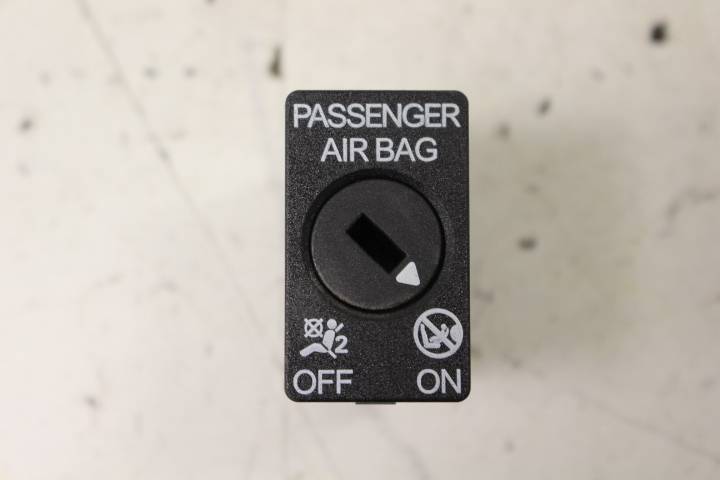 PASSENGER
AIR BAG
2
OFF ON